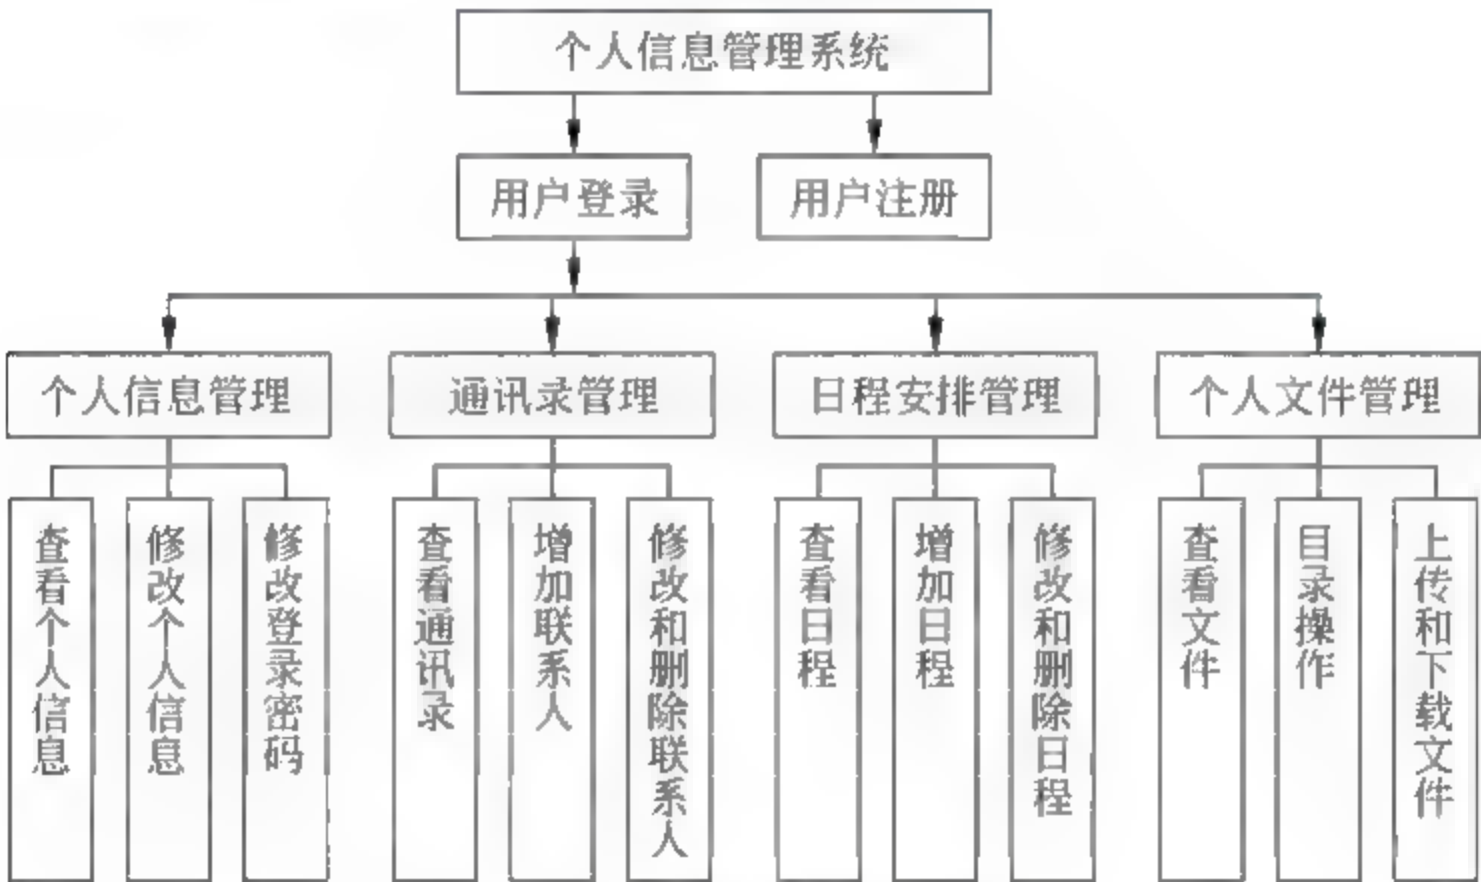 个人信息管理系统
用户登录
用户注册
个人信息管理
通讯录管理
日程安排管理
个人文件管理
查看个人信息
修改个人信息
修改登录密码
查看通讯录
增加联系人
修改和删除联系人
查看日程
增加日程
修改和删除日程
查看文件
目录操作
上传和下载文件